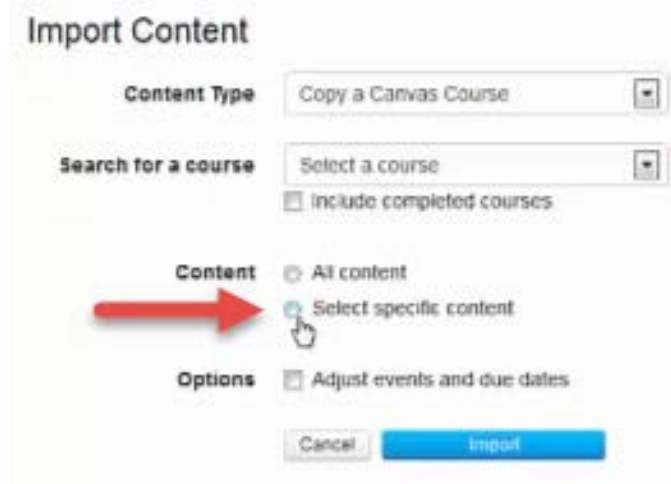 Import Content
Content Type Copy a Canvas Course
Search for a course Select a course
Include completed courses
Content All content
Select specific content
Options Adjust events and due dates
Cancel Import